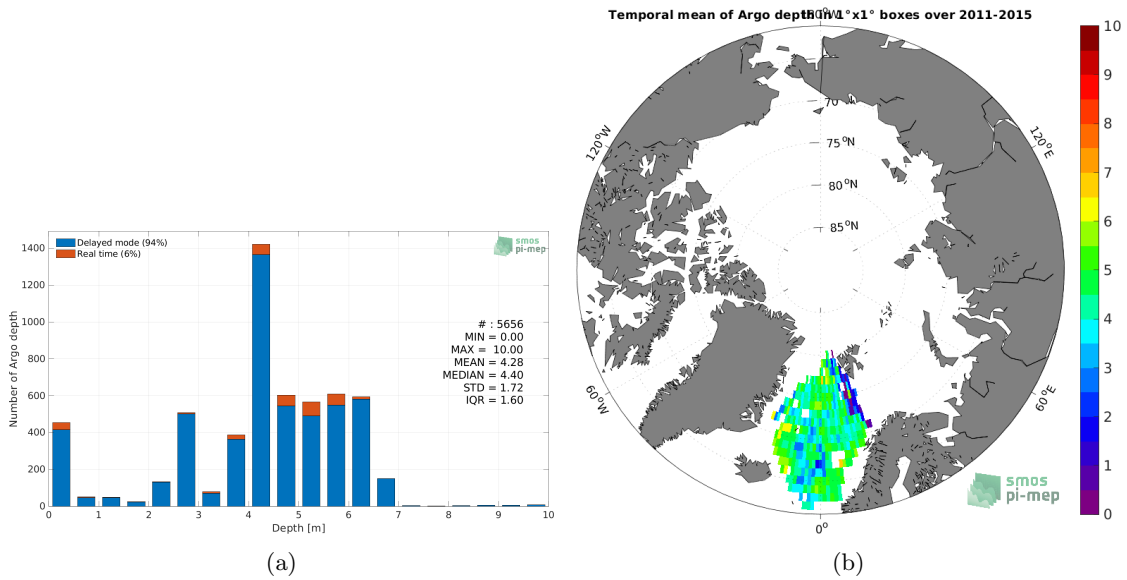 Temporal mean of Argo depth in 1°x1° boxes over 2011-2015
Delayed mode (94%)
Real time (6%)
smos
pi-mep
# : 5656
MIN = 0.00
MAX = 10.00
MEAN = 4.28
MEDIAN = 4.40
STD = 1.72
IQR = 1.60
Number of Argo depth
1400
1200
1000
800
600
400
200
0
0 1 2 3 4 5 6 7 8 9 10
Depth [m]
(a)
120°W
60°W
70
75°N
80°N
85°N
120°E
60°E
0°
smos
pi-mep
10
9
8
7
6
5
4
3
2
1
0
(b)